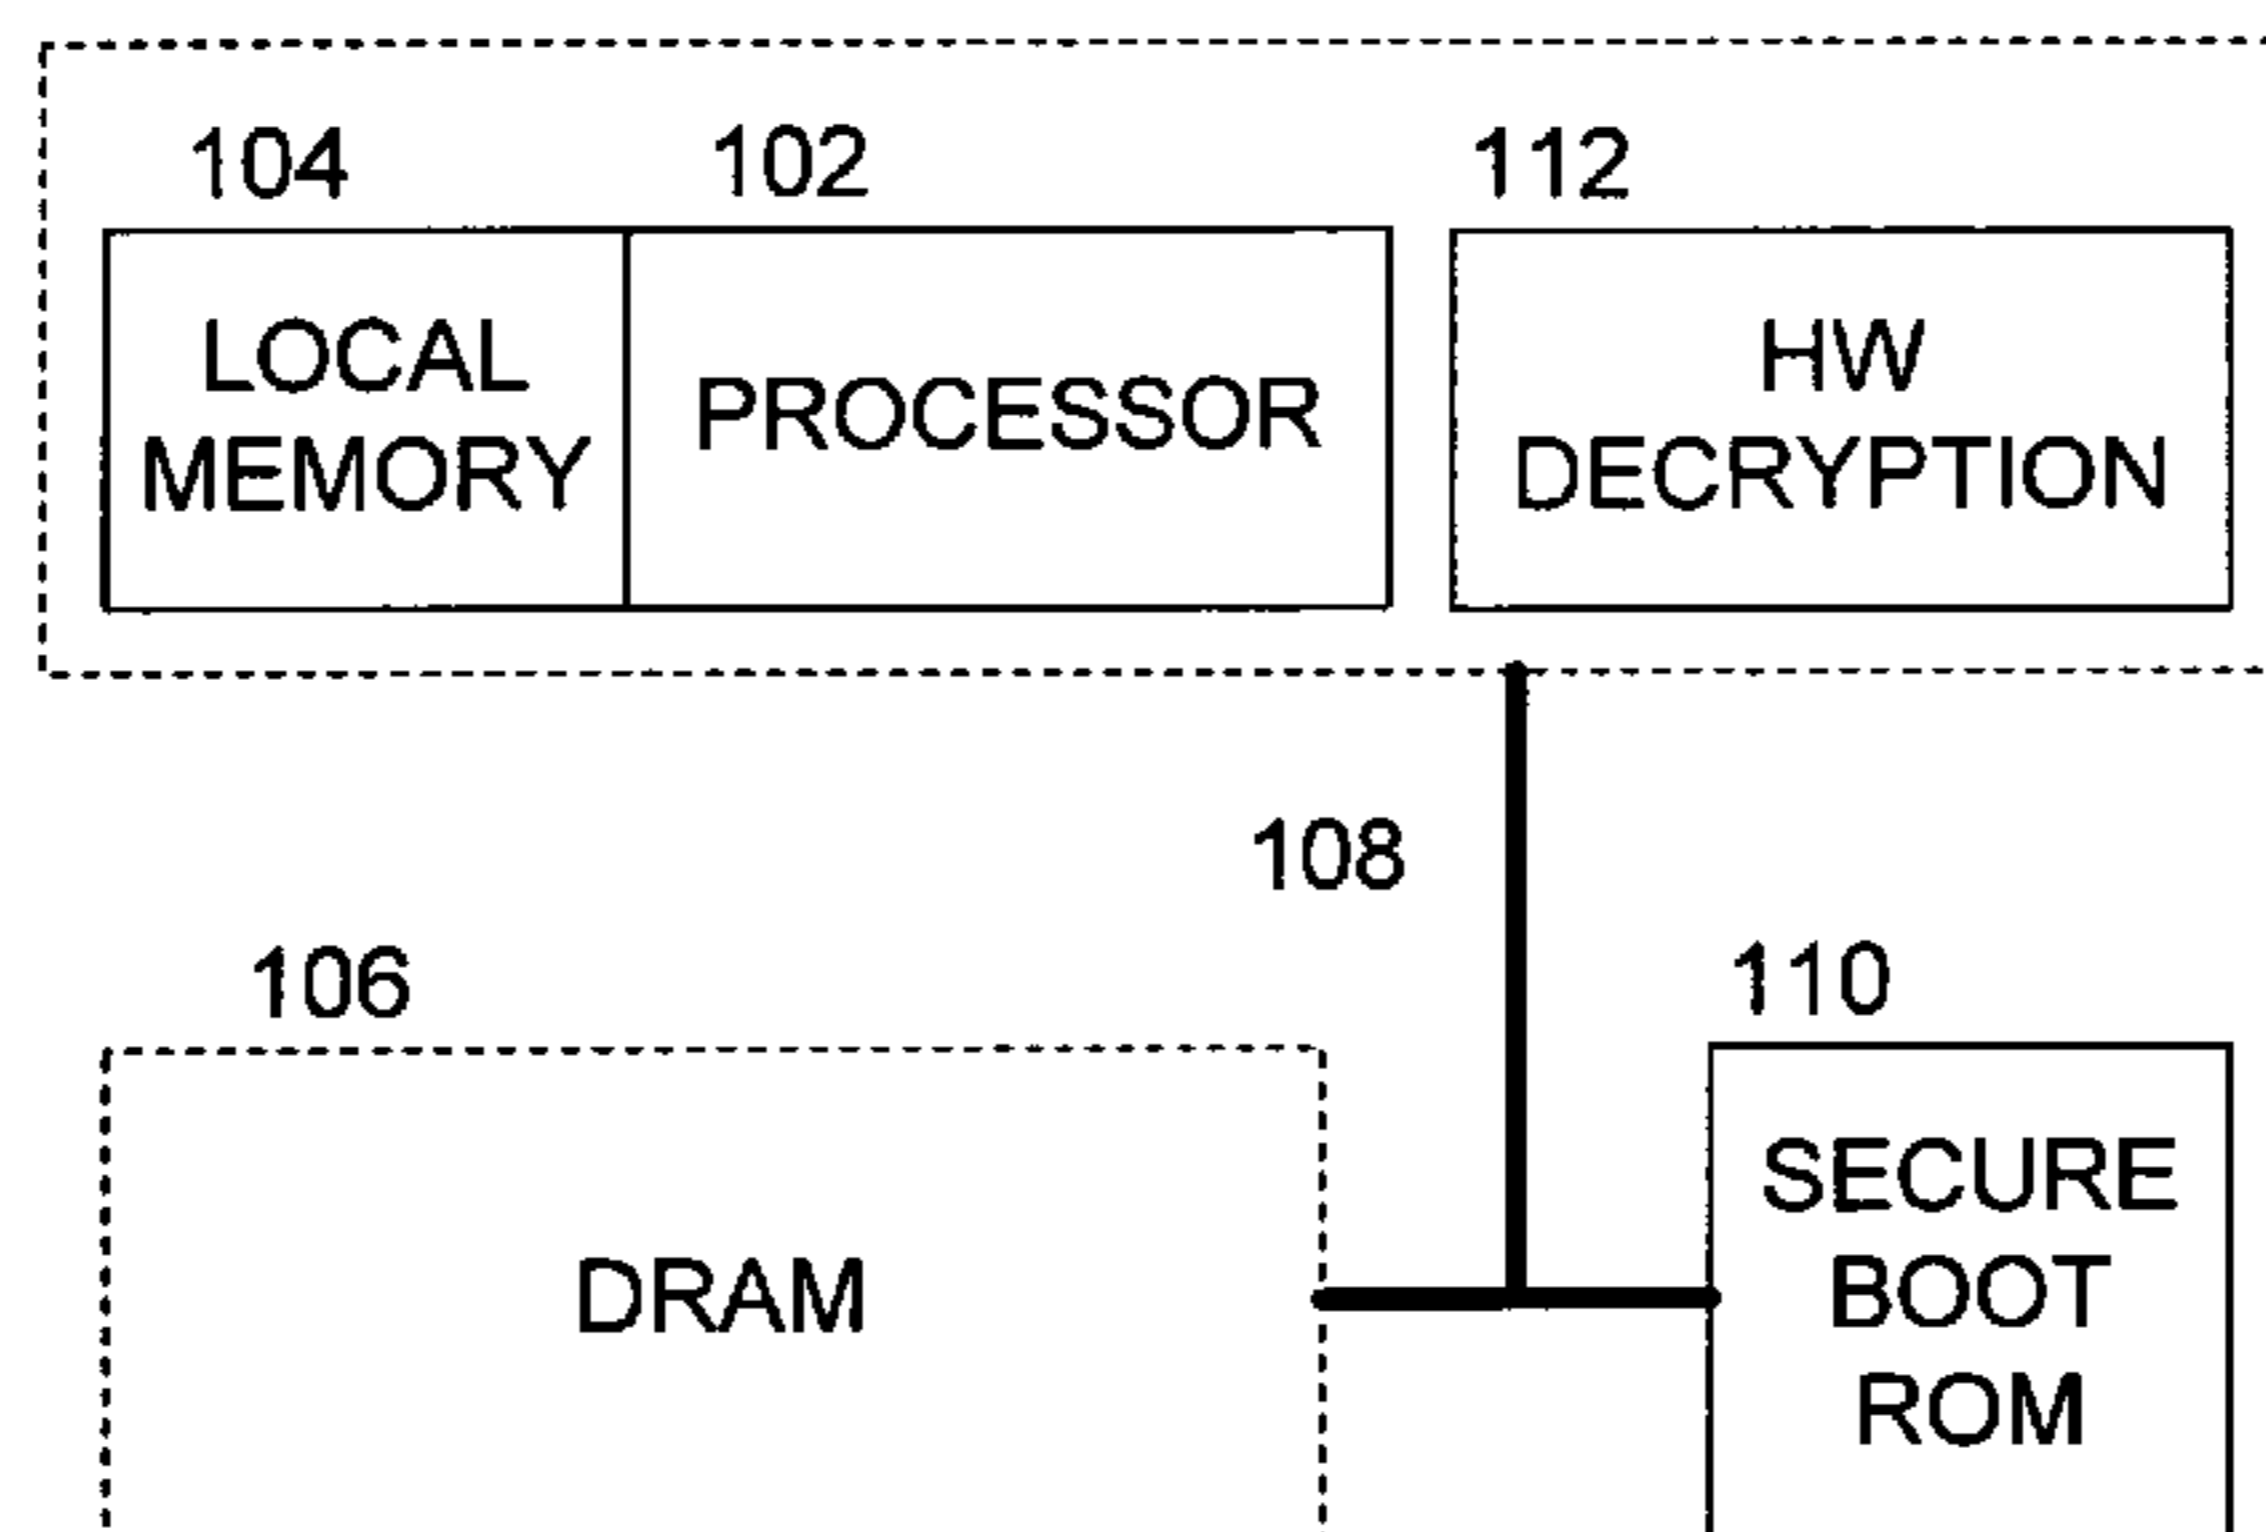 104 102 112
LOCAL
MEMORY
PROCESSOR
HW
DECRYPTION
108
106
110
DRAM
SECURE
BOOT
ROM